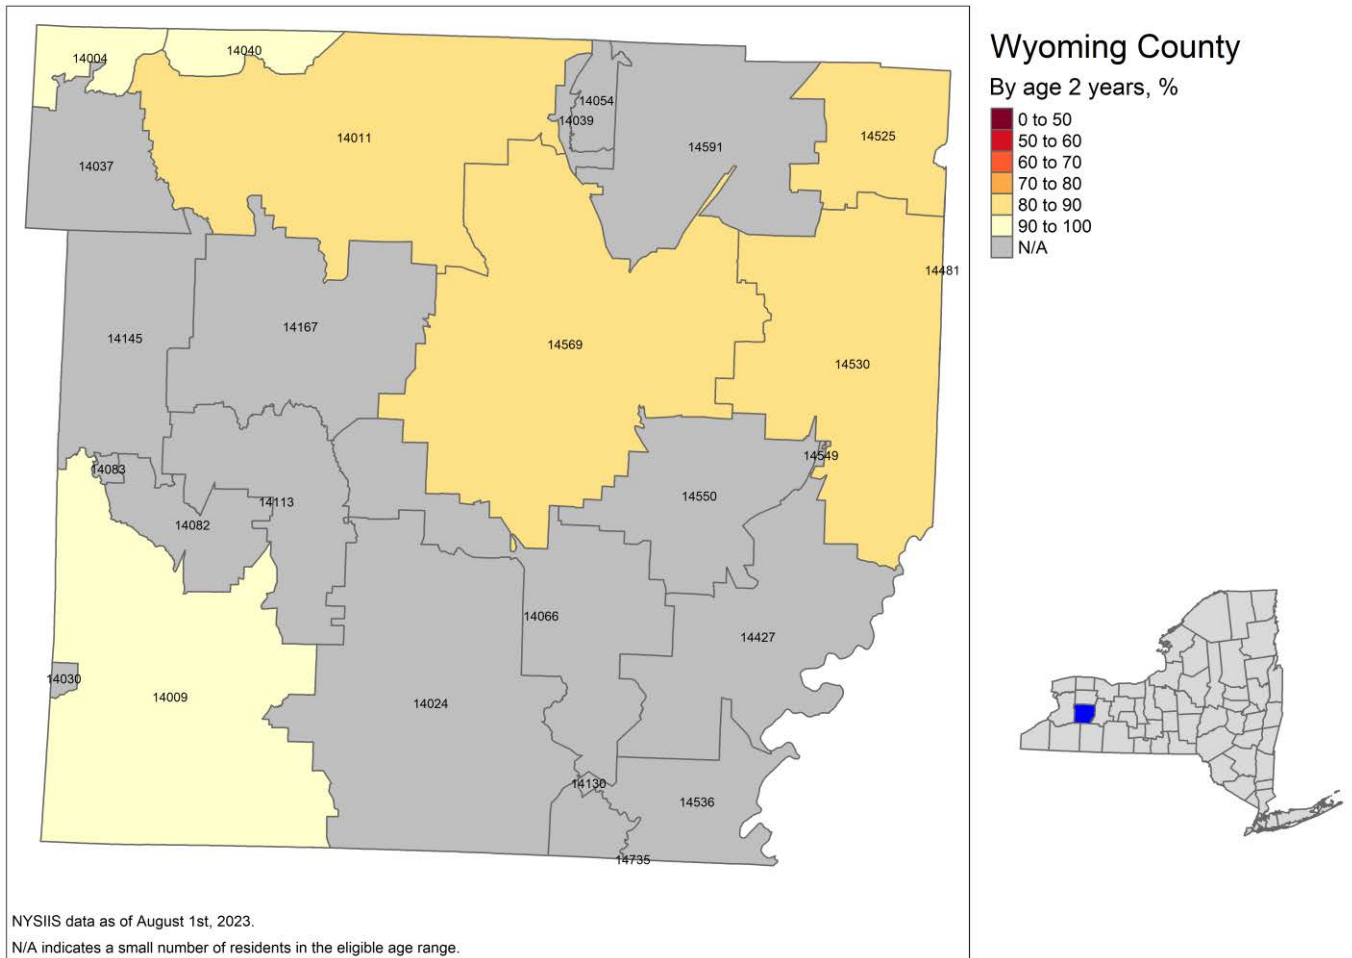 Wyoming County
By age 2 years, %
0 to 50
50 to 60
60 to 70
70 to 80
80 to 90
90 to 100
N/A
14004
14040
14054
14039
14011
14525
14591
14037
14481
14167
14145
14569
14530
14549
14083
14550
14113
14082
14066
14427
14030
14009
14024
14130
14536
14735
NYSIIS data as of August 1st, 2023.
N/A indicates a small number of residents in the eligible age range.